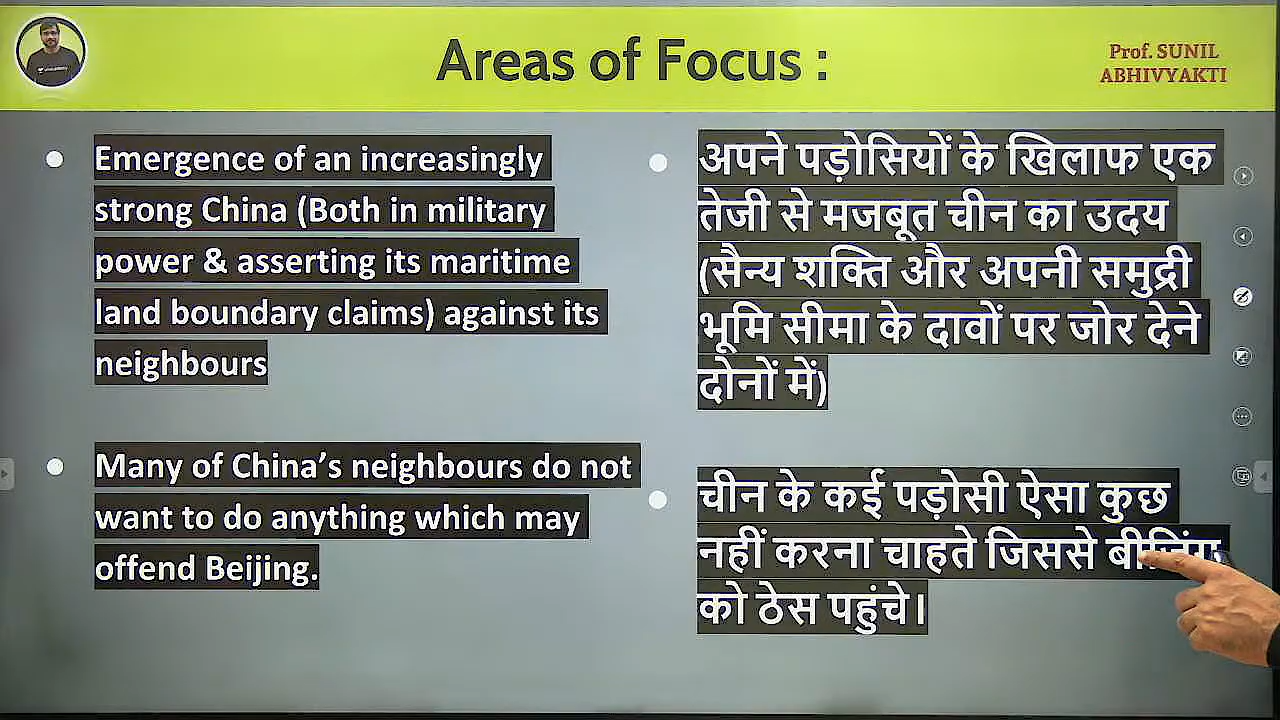 Areas of Focus :
Prof. SUNIL
ABHIVYAKTI
Emergence of an increasingly
strong China (Both in military
power & asserting its maritime
land boundary claims) against its
neighbours
Many of China's neighbours do not
want to do anything which may
offend Beijing.
अपने पड़ोसियों के खिलाफ एक
तेजी से मजबूत चीन का उदय
(सैन्य शक्ति और अपनी समुद्री
भूमि सीमा के दावों पर जोर देने
दोनों में)
चीन के कई पड़ोसी ऐसा कुछ
नहीं करना चाहते जिससे
को ठेस पहुंचे।